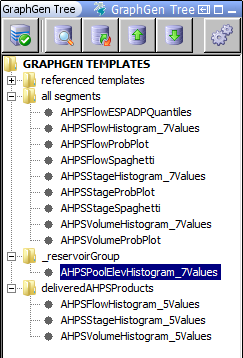 GraphGen Tree
GraphGen Tree
GRAPHGEN TEMPLATES
referenced templates
all segments
AHPSFlowESPADPQuantiles
AHPSFlowHistogram_7Values
AHPSFlowProbPlot
AHPSFlowSpaghetti
AHPSStageHistogram_7Values
AHPSStageProbPlot
AHPSStageSpaghetti
AHPSVolumeHistogram_7Values
AHPSVolumeProbPlot
_reservoirGroup
AHPSPoolElevHistogram_7Values
deliveredAHPSProducts
AHPSFlowHistogram_5Values
AHPSStageHistogram_5Values
AHPSVolumeHistogram_5Values